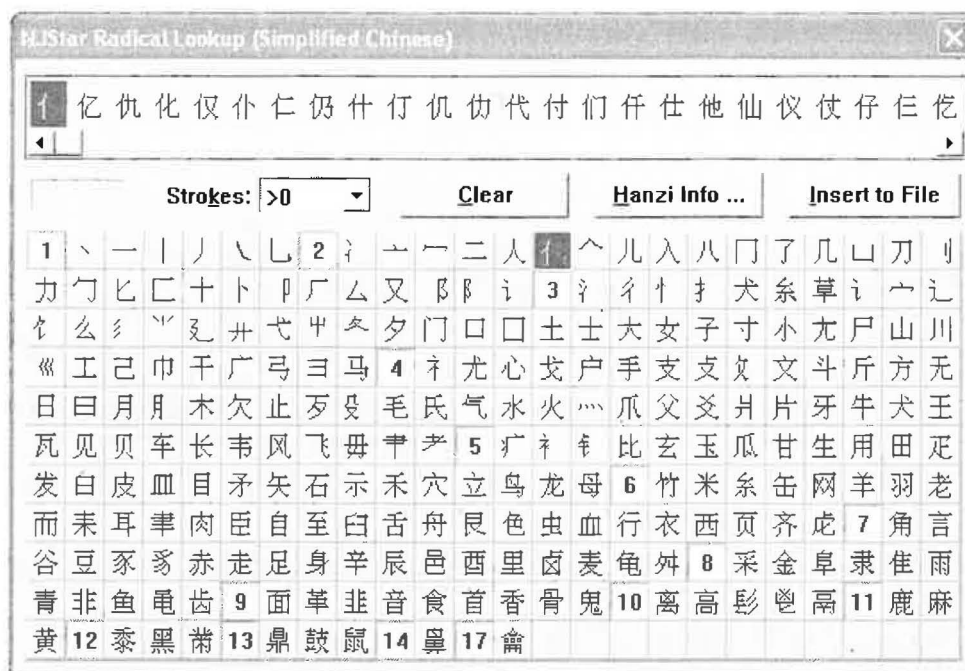 NJStar Radical Lookup (Simplified Chinese)
亻 亿 仇 化 仅 仆 仁 仍 什 仃 仉 仂 代 付 们 仟 仕 他 仙 仪 仗 仔 仨 仡
Strokes: >0 Clear Hanzi Info ... Insert to File
1 丶 一 丨 丿 乀 乚 2 冫 亠 冖 二 人 亻 𠆢 儿 入 八 冂 了 几 凵 刀 刂
力 勹 匕 匚 十 卜 卩 厂 厶 又 阝 阝 讠 3 氵 彳 忄 扌 犬 糸 草 讠 宀 辶
饣 幺 纟 廴 廾 弋 屮 夂 夕 门 口 囗 土 士 大 女 子 寸 小 尢 尸 山 川
巛 工 己 巾 干 广 弓 彐 马 4 礻 尤 心 戈 户 手 支 攴 攵 文 斗 斤 方 无
日 曰 月 月 木 欠 止 歹 殳 毛 氏 气 水 火 灬 爪 父 爻 爿 片 牙 牛 犬 王
瓦 见 贝 车 长 韦 风 飞 毋 肀 耂 5 疒 衤 钅 比 玄 玉 瓜 甘 生 用 田 疋
发 白 皮 皿 目 矛 矢 石 示 禾 穴 立 鸟 龙 母 6 竹 米 糸 缶 网 羊 羽 老
而 耒 耳 聿 肉 臣 自 至 臼 舌 舟 艮 色 虫 血 行 衣 西 页 齐 虍 7 角 言
谷 豆 豕 豸 赤 走 足 身 辛 辰 邑 酉 里 卤 麦 龟 舛 8 采 金 阜 隶 隹 雨
青 非 鱼 黾 齿 9 面 革 韭 音 食 首 香 骨 鬼 10 离 高 髟 鬯 鬲 11 鹿 麻
黄 12 黍 黑 黹 13 鼎 鼓 鼠 14 鼻 17 龠